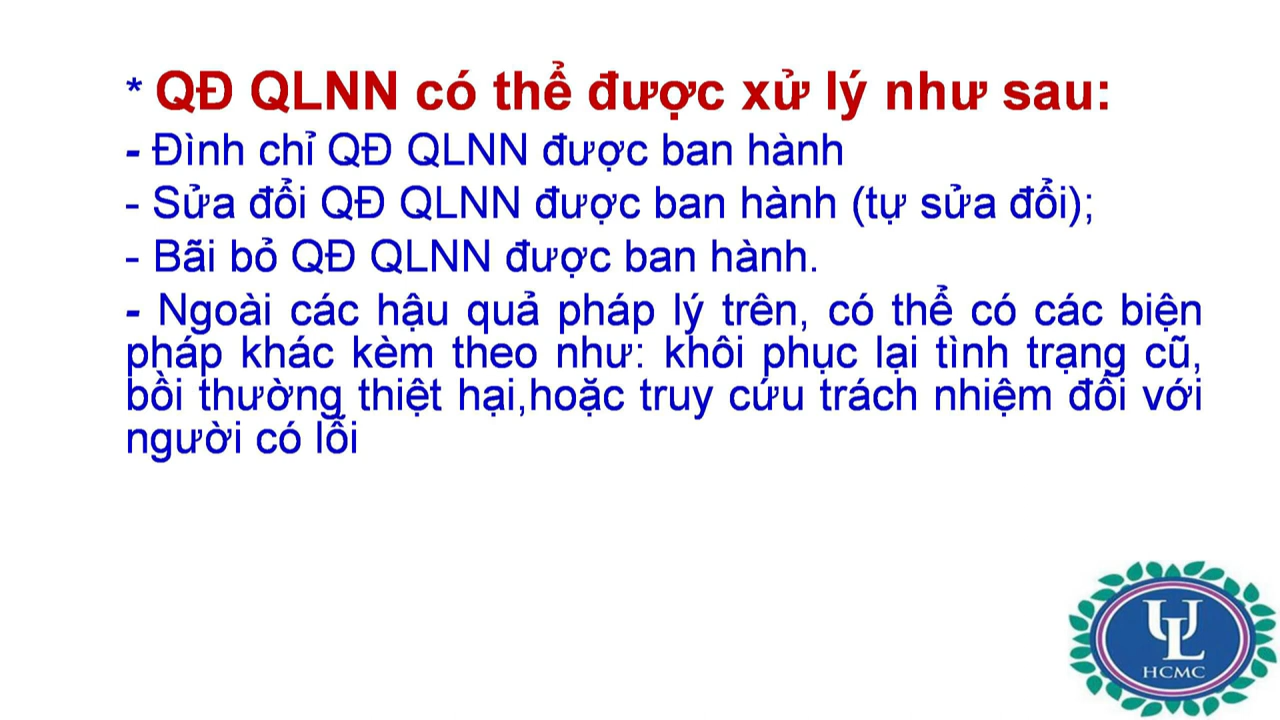 * QĐ QLNN có thể được xử lý như sau:
- Đình chỉ QĐ QLNN được ban hành
- Sửa đổi QĐ QLNN được ban hành (tự sửa đổi);
- Bãi bỏ QĐ QLNN được ban hành.
- Ngoài các hậu quả pháp lý trên, có thể có các biện
pháp khác kèm theo như: khôi phục lại tình trạng cũ,
bồi thường thiệt hại,hoặc truy cứu trách nhiệm đối với
người có lỗi
UL
HCMC